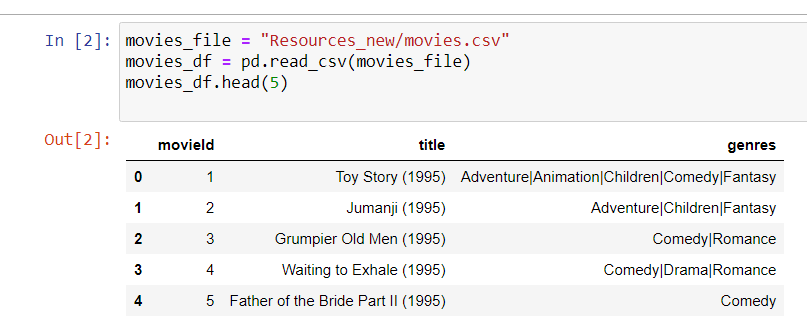 In [2]: movies_file = "Resources_new/movies.csv"
movies_df = pd.read_csv(movies_file)
movies_df.head(5)
Out[2]:
movieId title genres
0 1 Toy Story (1995) Adventure|Animation|Children|Comedy|Fantasy
1 2 Jumanji (1995) Adventure|Children|Fantasy
2 3 Grumpier Old Men (1995) Comedy|Romance
3 4 Waiting to Exhale (1995) Comedy|Drama|Romance
4 5 Father of the Bride Part II (1995) Comedy